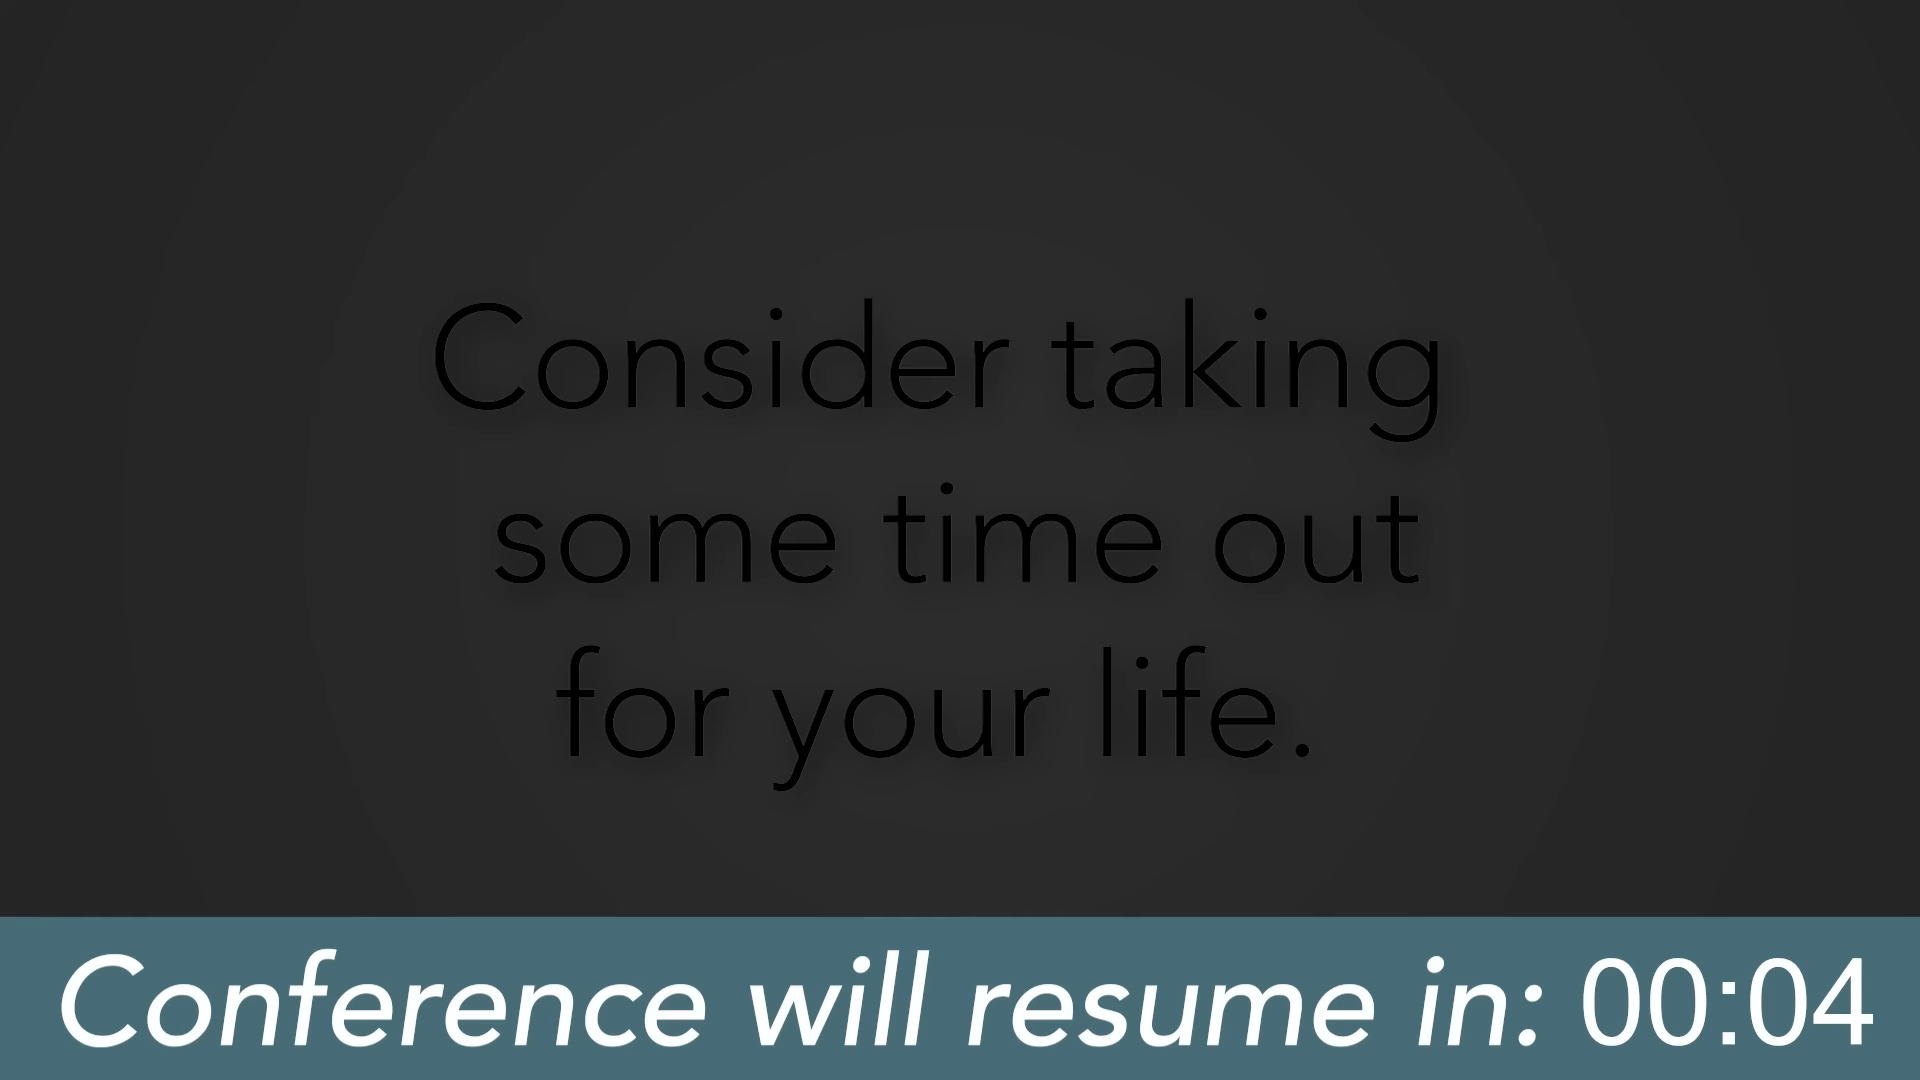 Consider taking
some time out
for your life.
Conference will resume in: 00:04